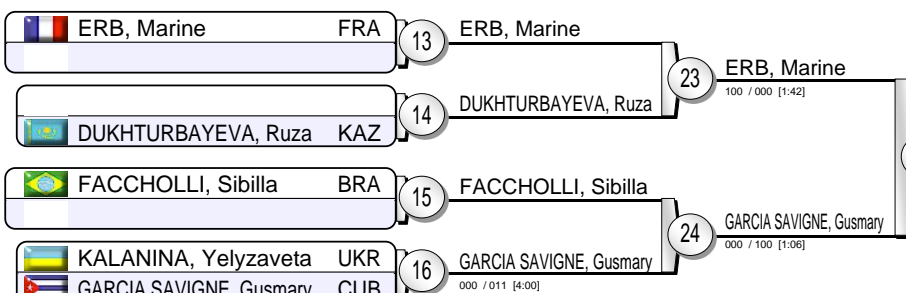 ERB, Marine FRA
13
ERB, Marine
23
ERB, Marine
100 / 000 [1:42]
14
DUKHTURBAYEVA, Ruza
DUKHTURBAYEVA, Ruza KAZ
FACCHOLLI, Sibilla BRA
15
FACCHOLLI, Sibilla
24
GARCIA SAVIGNE, Gusmary
000 / 100 [1:06]
KALANINA, Yelyzaveta UKR
16
GARCIA SAVIGNE, Gusmary
000 / 011 [4:00]
GARCIA SAVIGNE, Gusmary CUB